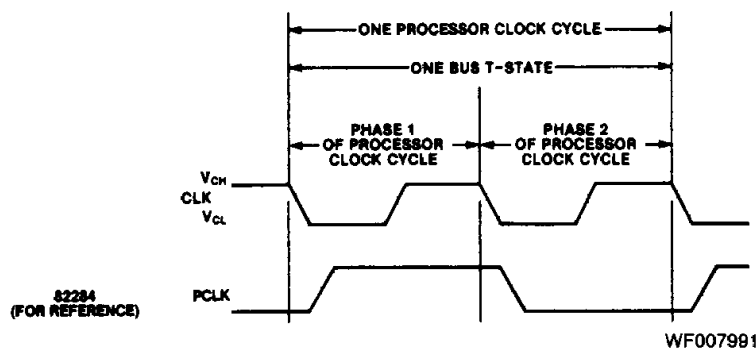 ONE PROCESSOR CLOCK CYCLE
ONE BUS T-STATE
PHASE 1
OF PROCESSOR
CLOCK CYCLE
PHASE 2
OF PROCESSOR
CLOCK CYCLE
VCH
CLK
VCL
82284
(FOR REFERENCE)
PCLK
WF007991